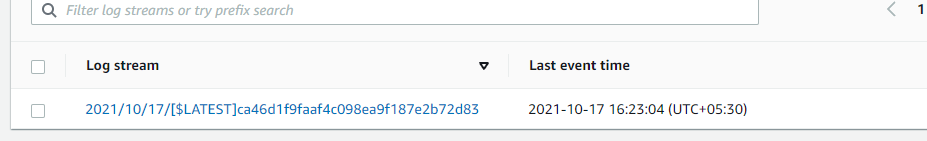 Filter log streams or try prefix search
1
Log stream
Last event time
2021/10/17/[$LATEST]ca46d1f9faaf4c098ea9f187e2b72d83
2021-10-17 16:23:04 (UTC+05:30)